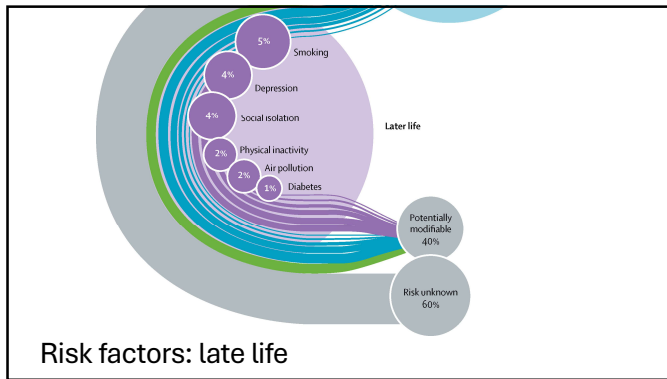 5%
Smoking
4%
Depression
4%
Social isolation
Later life
2%
Physical inactivity
2%
Air pollution
1%
Diabetes
Potentially
modifiable
40%
Risk unknown
60%
Risk factors: late life